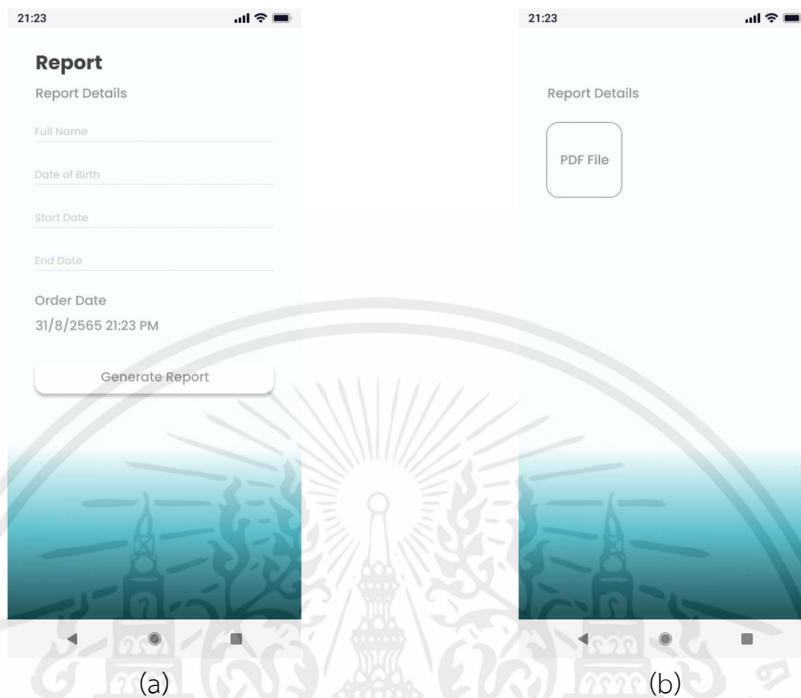 21:23
Report
Report Details
Full Name
Date of Birth
Start Date
End Date
Order Date
31/8/2565 21:23 PM
Generate Report
(a)
21:23
Report Details
PDF File
(b)